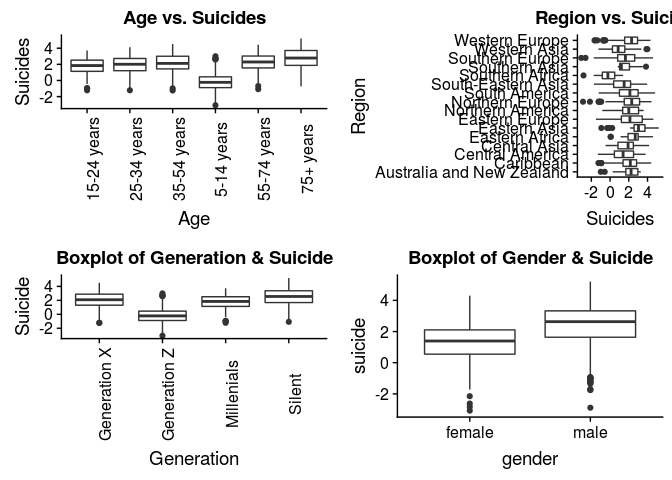 Age vs. Suicides
Suicides
4
2
0
-2
15-24 years
25-34 years
35-54 years
5-14 years
55-74 years
75+ years
Age
Region vs. Suici
Region
Western Europe
Western Asia
Southern Europe
Southern Asia
Southern Africa
South-Eastern Asia
South America
Northern Europe
Northern America
Eastern Europe
Eastern Asia
Eastern Africa
Central Asia
Central America
Caribbean
Australia and New Zealand
-2 0 2 4
Suicides
Boxplot of Generation & Suicide
Suicide
4
2
0
-2
Generation X
Generation Z
Millenials
Silent
Generation
Boxplot of Gender & Suicide
suicide
4
2
0
-2
female male
gender